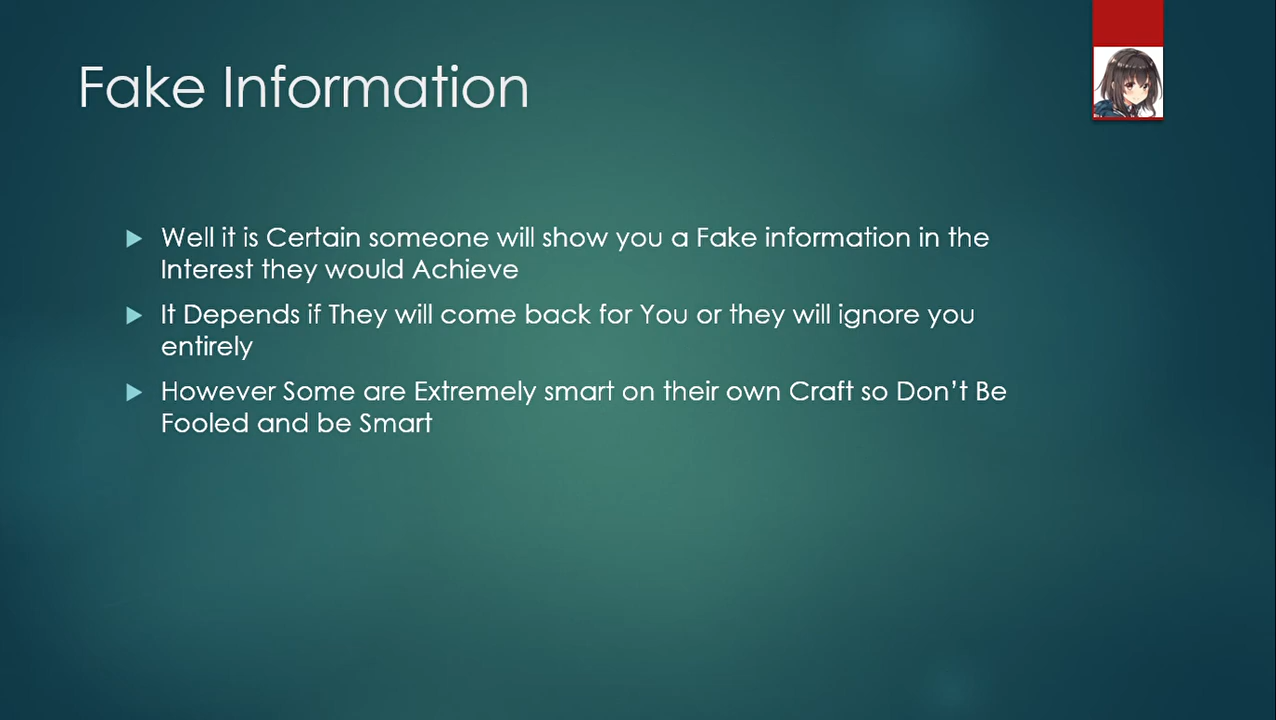 Fake Information
Well it is Certain someone will show you a Fake information in the
Interest they would Achieve
It Depends if They will come back for You or they will ignore you
entirely
However Some are Extremely smart on their own Craft so Don’t Be
Fooled and be Smart